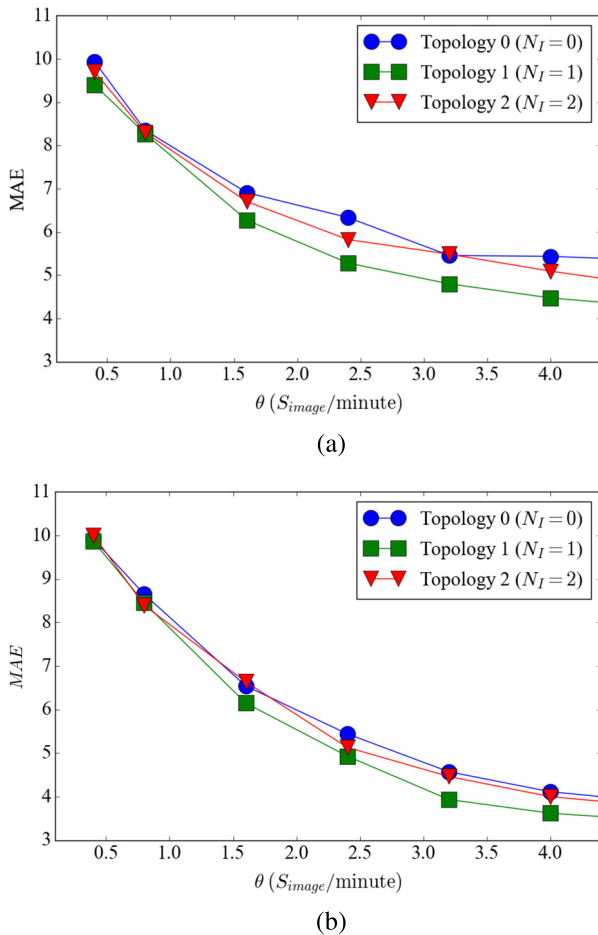 11
10
9
8
7
6
5
4
3
MAE
Topology 0 (N_I = 0)
Topology 1 (N_I = 1)
Topology 2 (N_I = 2)
0.5 1.0 1.5 2.0 2.5 3.0 3.5 4.0
θ (S_image/minute)
(a)
11
10
9
8
7
6
5
4
3
MAE
Topology 0 (N_I = 0)
Topology 1 (N_I = 1)
Topology 2 (N_I = 2)
0.5 1.0 1.5 2.0 2.5 3.0 3.5 4.0
θ (S_image/minute)
(b)